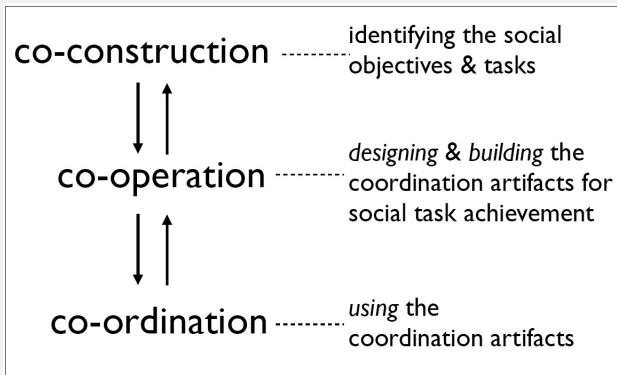 co-construction
identifying the social
objectives & tasks
co-operation
designing & building the
coordination artifacts for
social task achievement
co-ordination
using the
coordination artifacts